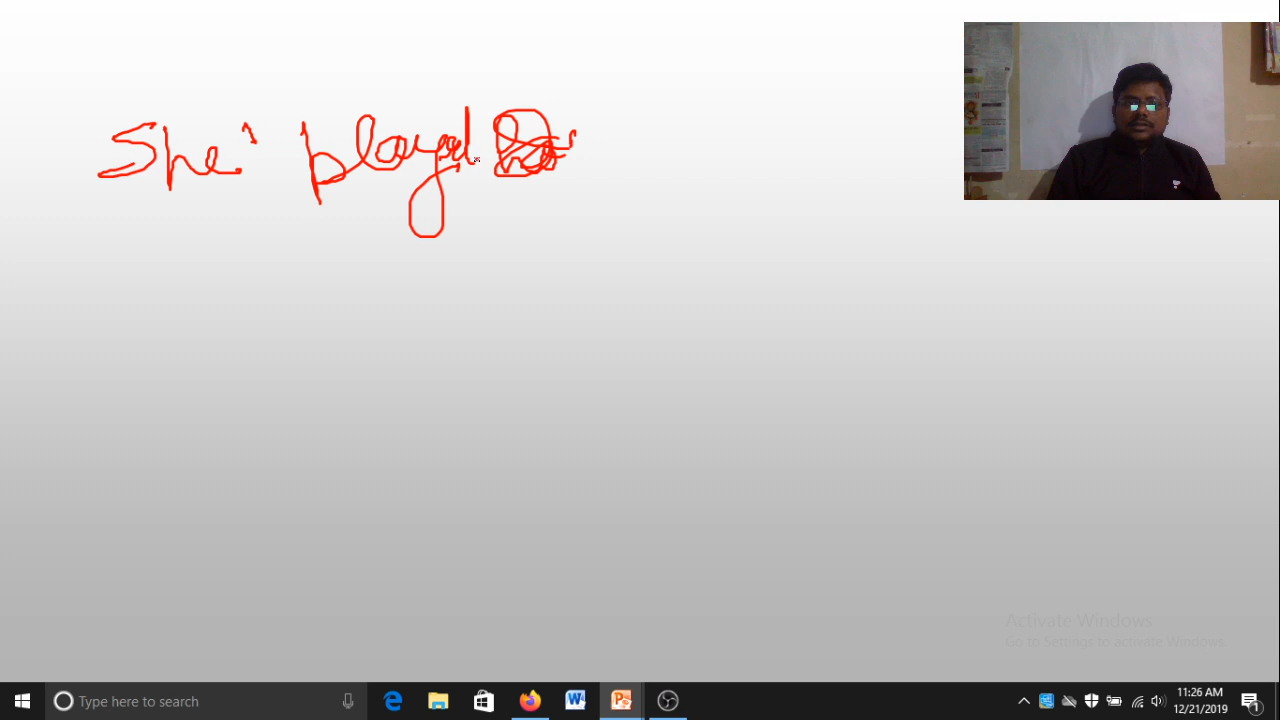 She' played
Activate Windows
Go to Settings to activate Windows.
Type here to search
11:26 AM
12/21/2019